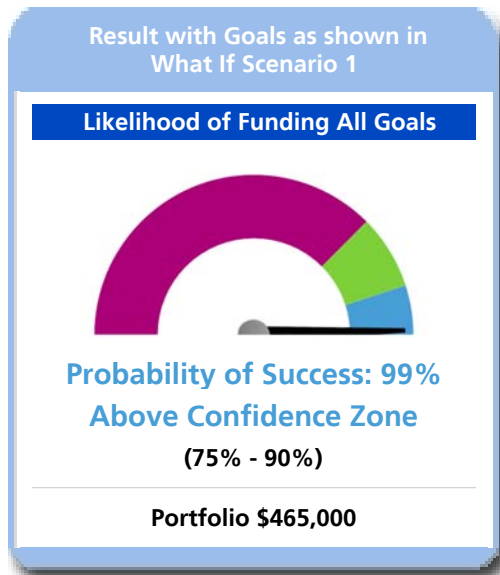 Result with Goals as shown in
What If Scenario 1
Likelihood of Funding All Goals
Probability of Success: 99%
Above Confidence Zone
(75% - 90%)
Portfolio $465,000